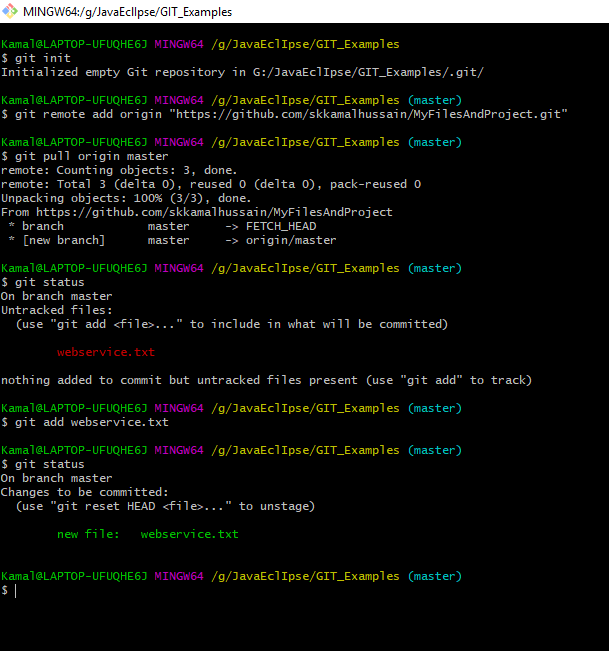 MINGW64:/g/JavaEclIpse/GIT_Examples
Kamal@LAPTOP-UFUQHE6J MINGW64 /g/JavaEclIpse/GIT_Examples
$ git init
Initialized empty Git repository in G:/JavaEclIpse/GIT_Examples/.git/
Kamal@LAPTOP-UFUQHE6J MINGW64 /g/JavaEclIpse/GIT_Examples (master)
$ git remote add origin "https://github.com/skkamalhussain/MyFilesAndProject.git"
Kamal@LAPTOP-UFUQHE6J MINGW64 /g/JavaEclIpse/GIT_Examples (master)
$ git pull origin master
remote: Counting objects: 3, done.
remote: Total 3 (delta 0), reused 0 (delta 0), pack-reused 0
Unpacking objects: 100% (3/3), done.
From https://github.com/skkamalhussain/MyFilesAndProject
 * branch            master     -> FETCH_HEAD
 * [new branch]      master     -> origin/master
Kamal@LAPTOP-UFUQHE6J MINGW64 /g/JavaEclIpse/GIT_Examples (master)
$ git status
On branch master
Untracked files:
  (use "git add <file>..." to include in what will be committed)
        webservice.txt
nothing added to commit but untracked files present (use "git add" to track)
Kamal@LAPTOP-UFUQHE6J MINGW64 /g/JavaEclIpse/GIT_Examples (master)
$ git add webservice.txt
Kamal@LAPTOP-UFUQHE6J MINGW64 /g/JavaEclIpse/GIT_Examples (master)
$ git status
On branch master
Changes to be committed:
  (use "git reset HEAD <file>..." to unstage)
        new file:   webservice.txt
Kamal@LAPTOP-UFUQHE6J MINGW64 /g/JavaEclIpse/GIT_Examples (master)
$